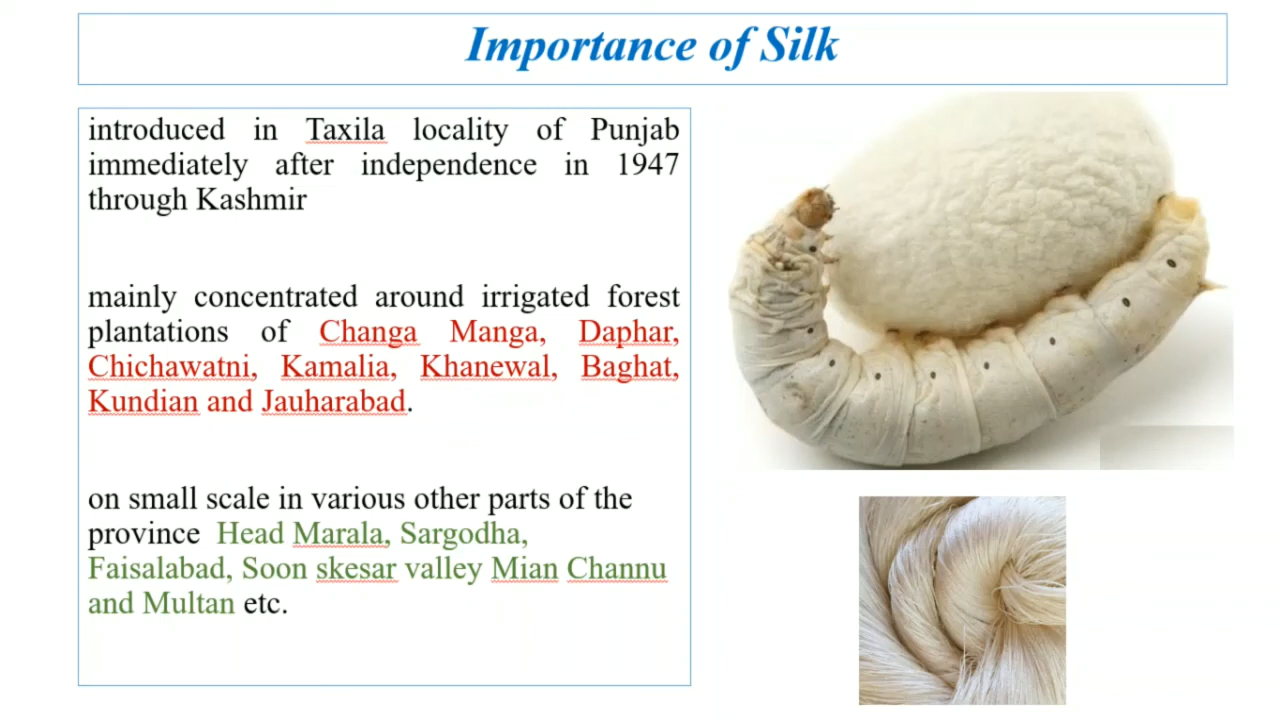 Importance of Silk
introduced in Taxila locality of Punjab
immediately after independence in 1947
through Kashmir
mainly concentrated around irrigated forest
plantations of Changa Manga, Daphar,
Chichawatni, Kamalia, Khanewal, Baghat,
Kundian and Jauharabad.
on small scale in various other parts of the
province Head Marala, Sargodha,
Faisalabad, Soon skesar valley Mian Channu
and Multan etc.